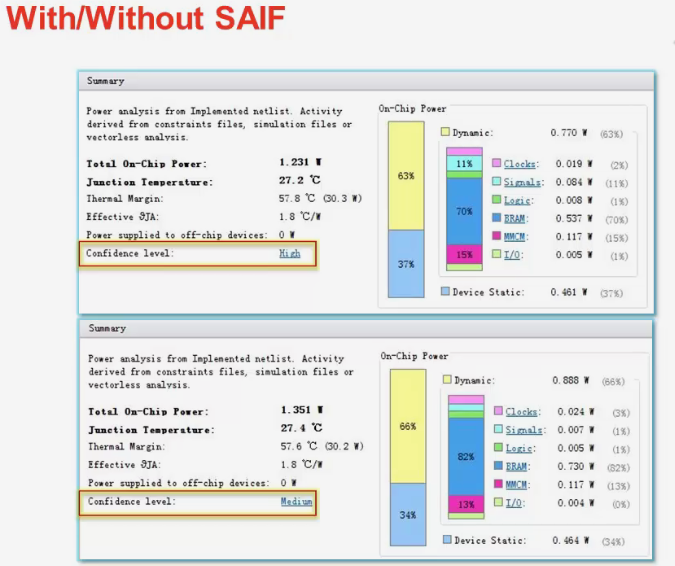 With/Without SAIF
Summary
Power analysis from Implemented netlist. Activity
derived from constraints files, simulation files or
vectorless analysis.
Total On-Chip Power: 1.231 W
Junction Temperature: 27.2 ℃
Thermal Margin: 57.8 ℃ (30.3 W)
Effective ϑJA: 1.8 ℃/W
Power supplied to off-chip devices: 0 W
Confidence level: High
On-Chip Power
63%
37%
Dynamic: 0.770 W (63%)
11% Clocks: 0.019 W (2%)
Signals: 0.084 W (11%)
Logic: 0.008 W (1%)
70% BRAM: 0.537 W (70%)
MMCM: 0.117 W (15%)
15% I/O: 0.005 W (1%)
Device Static: 0.461 W (37%)
Summary
Power analysis from Implemented netlist. Activity
derived from constraints files, simulation files or
vectorless analysis.
Total On-Chip Power: 1.351 W
Junction Temperature: 27.4 ℃
Thermal Margin: 57.6 ℃ (30.2 W)
Effective ϑJA: 1.8 ℃/W
Power supplied to off-chip devices: 0 W
Confidence level: Medium
On-Chip Power
66%
34%
Dynamic: 0.888 W (66%)
Clocks: 0.024 W (3%)
Signals: 0.007 W (1%)
Logic: 0.005 W (1%)
82% BRAM: 0.730 W (82%)
MMCM: 0.117 W (13%)
13% I/O: 0.004 W (0%)
Device Static: 0.464 W (34%)